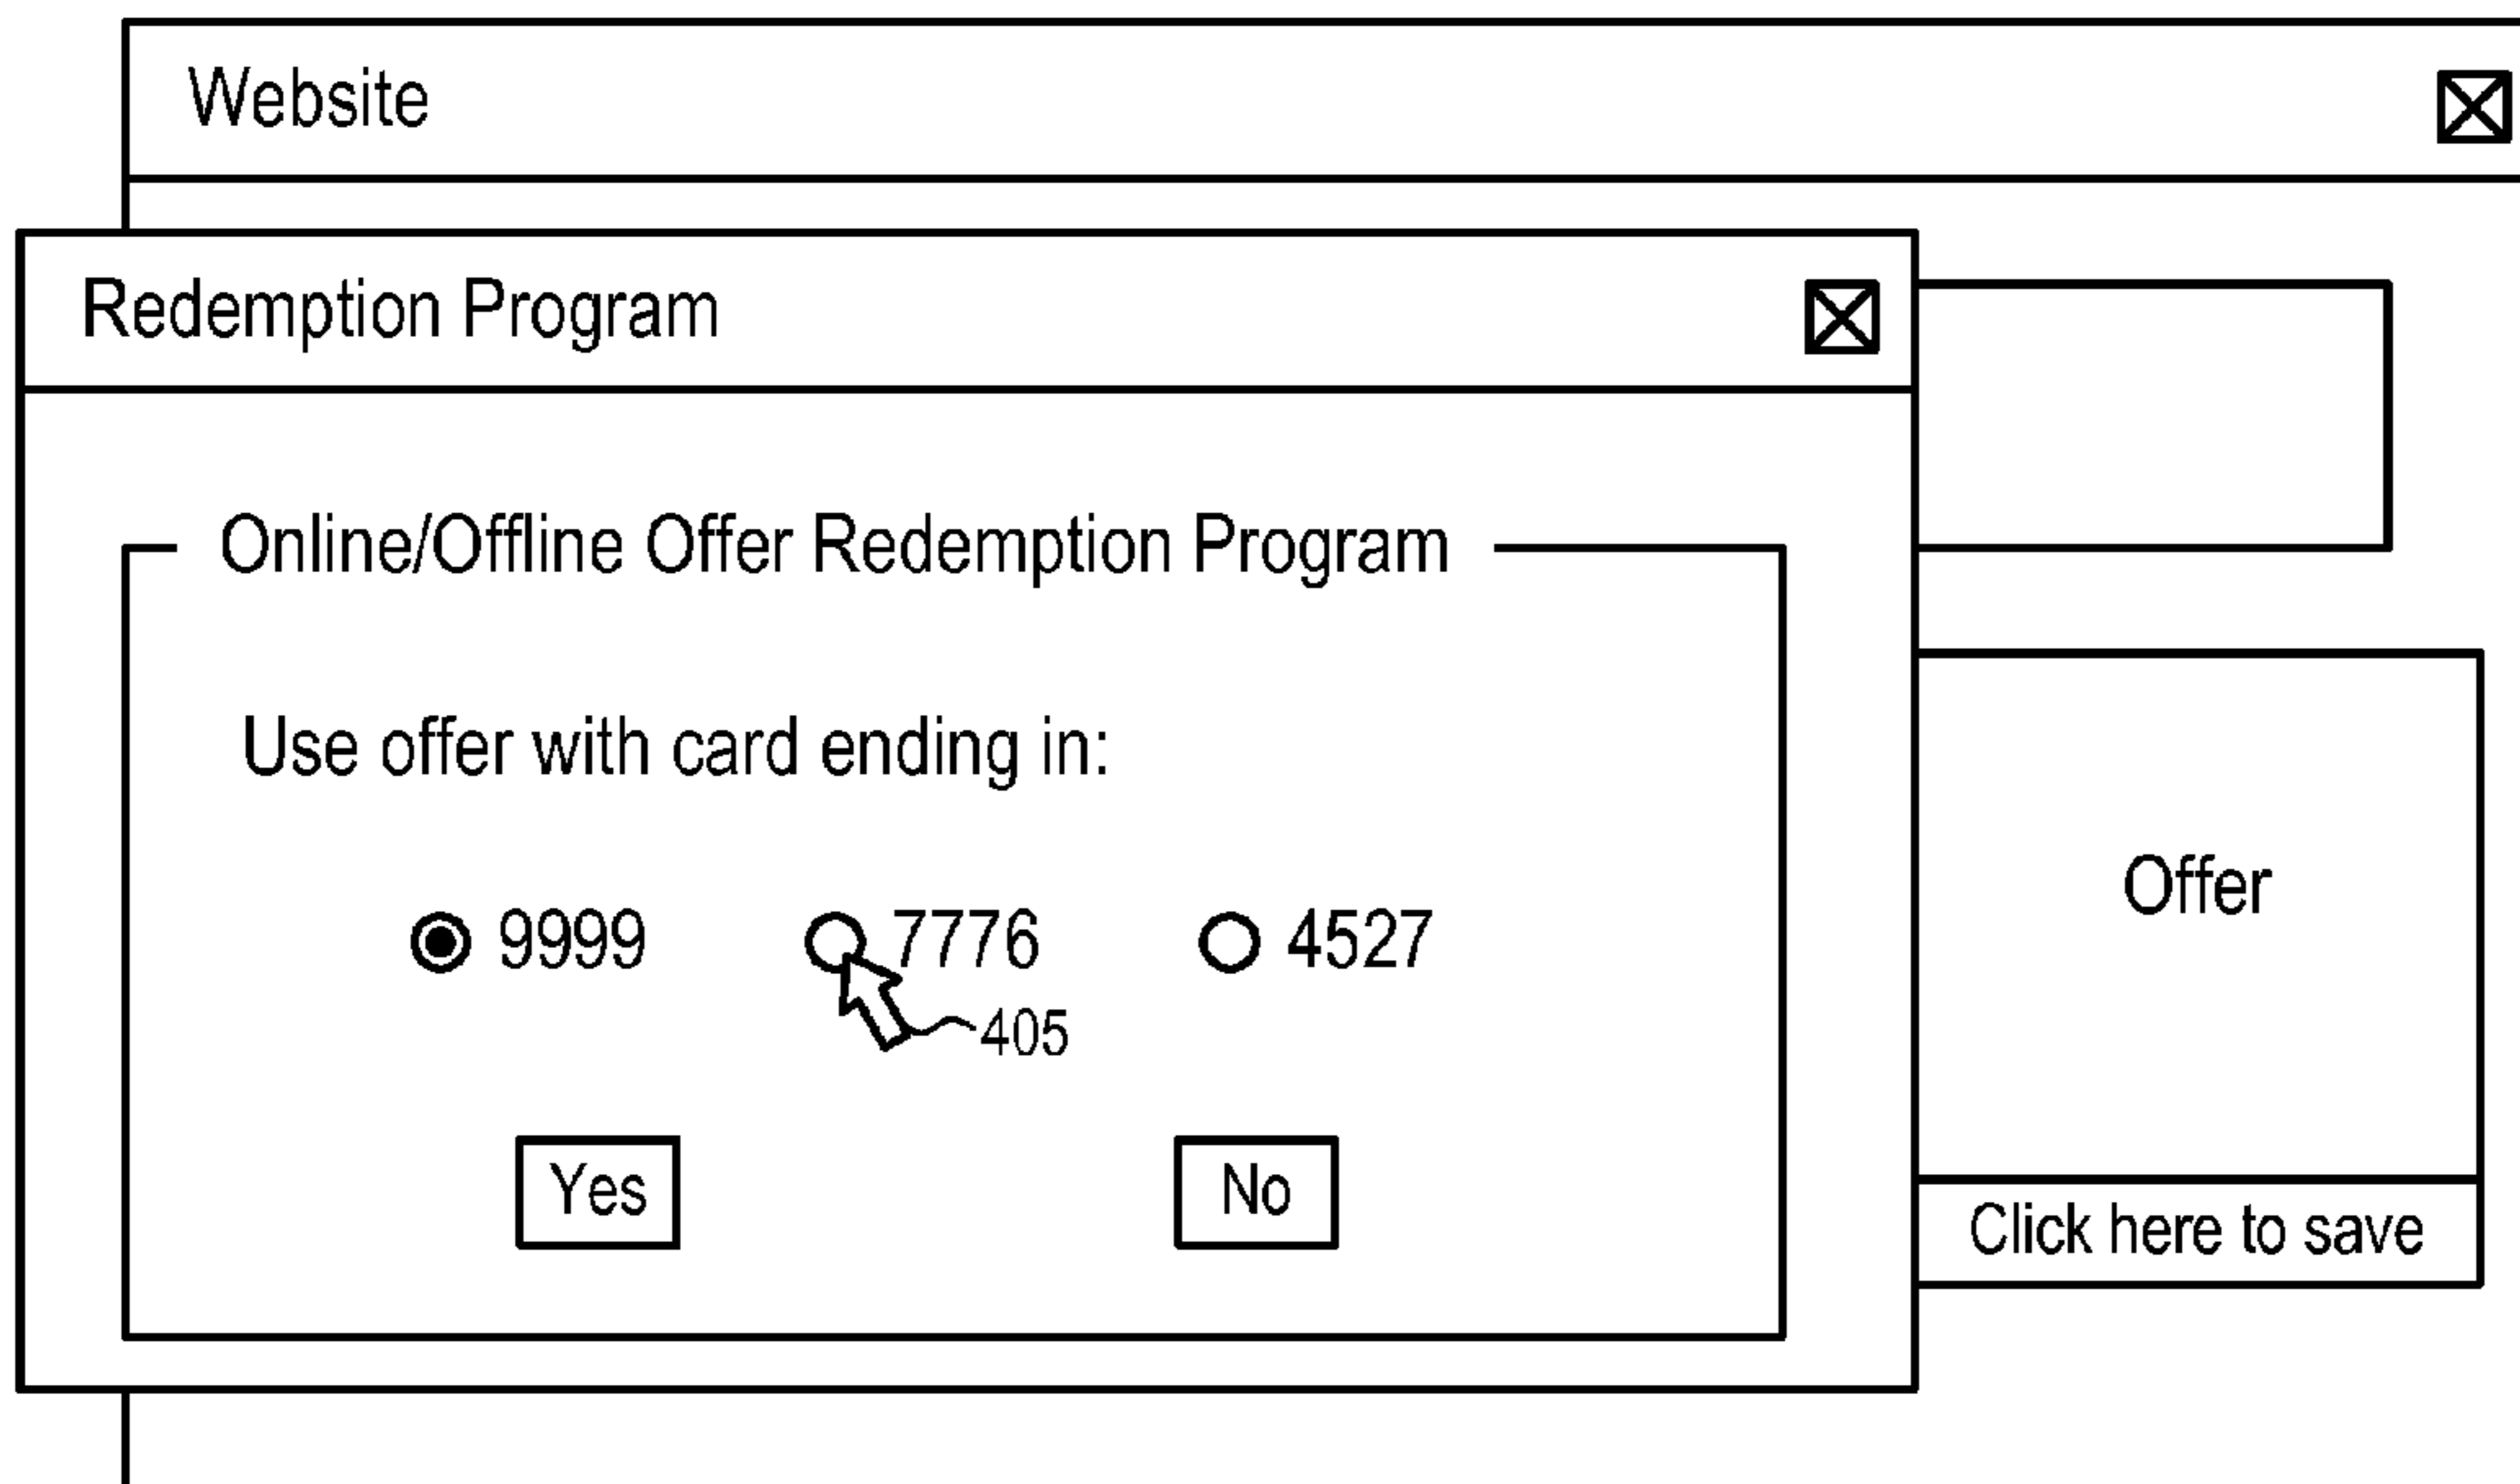 Website
Redemption Program
Online/Offline Offer Redemption Program
Use offer with card ending in:
9999 7776 4527
405
Yes No
Offer
Click here to save